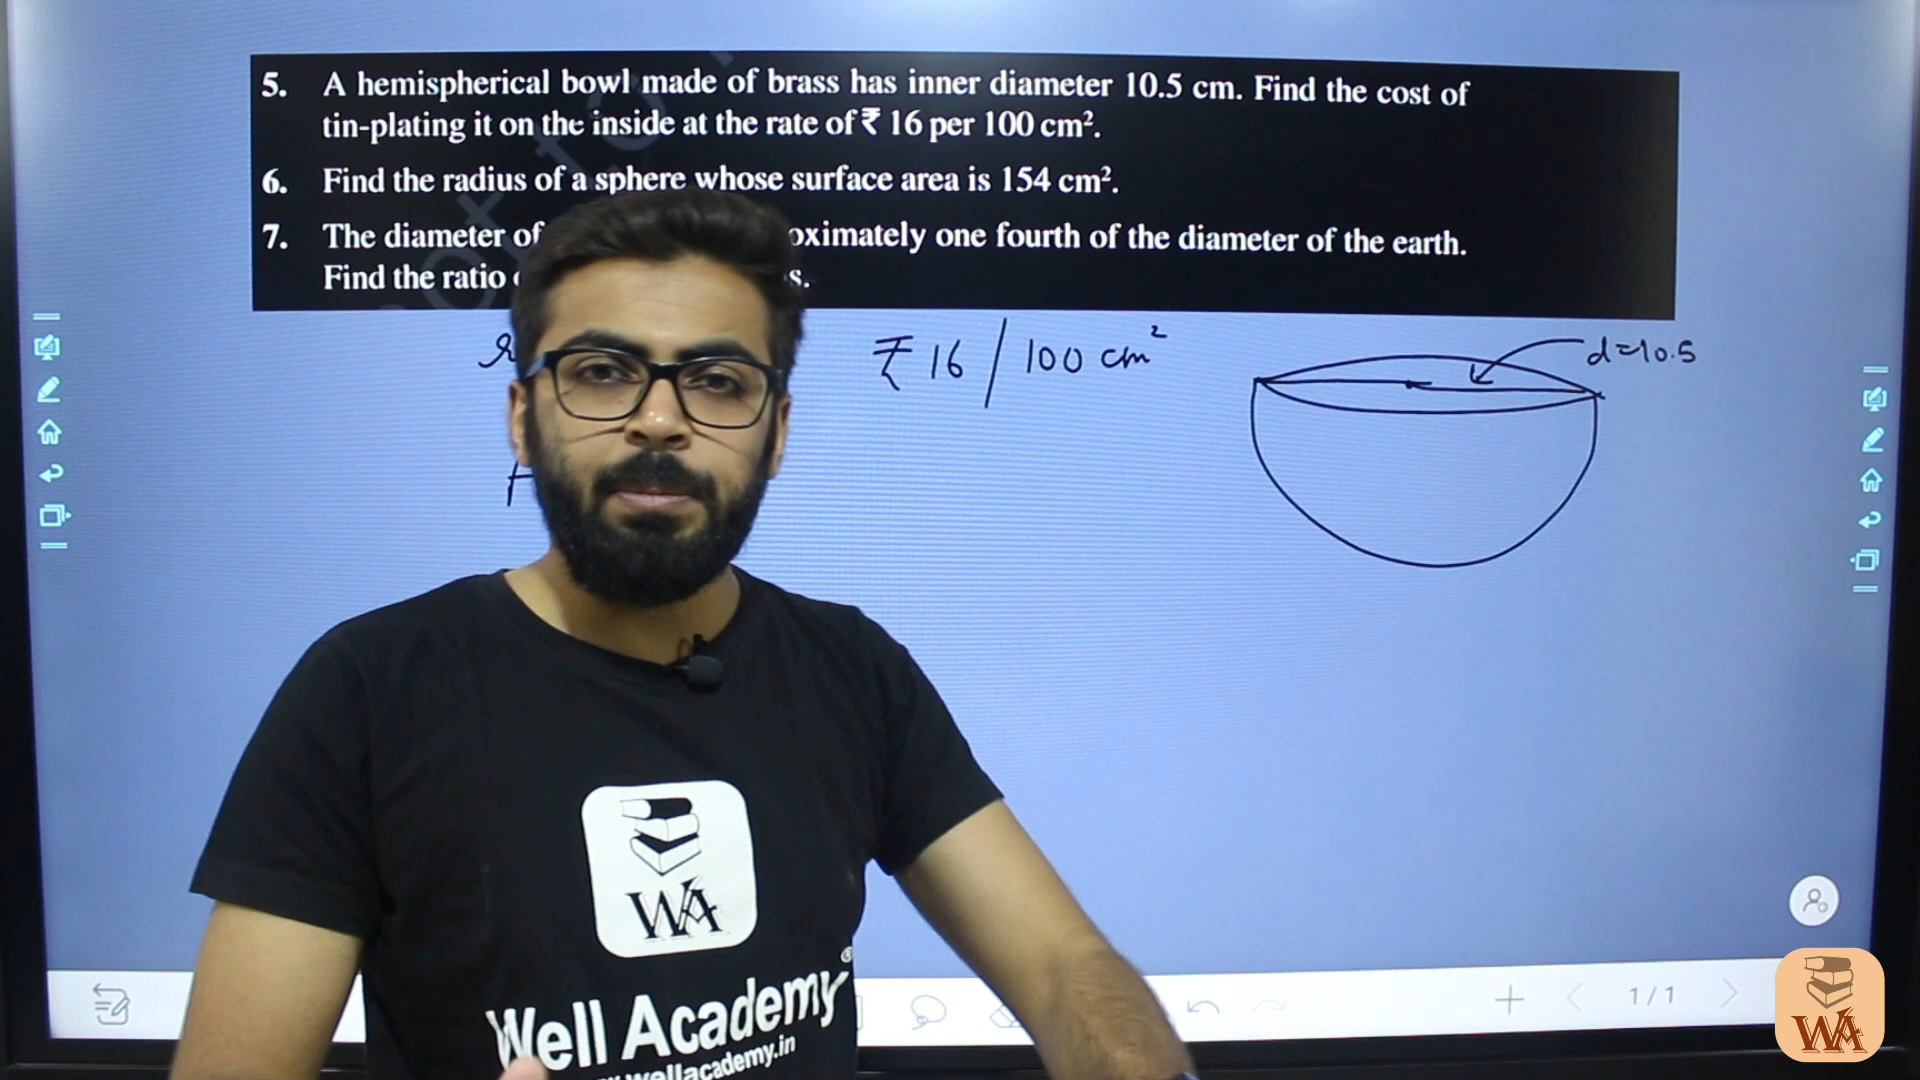 5. A hemispherical bowl made of brass has inner diameter 10.5 cm. Find the cost of
tin-plating it on the inside at the rate of ₹ 16 per 100 cm².
6. Find the radius of a sphere whose surface area is 154 cm².
7. The diameter of oximately one fourth of the diameter of the earth.
Find the ratio s.
₹ 16 / 100 cm²
d=10.5
WA
Well Academy®
wellacademy.in
1/1
WA